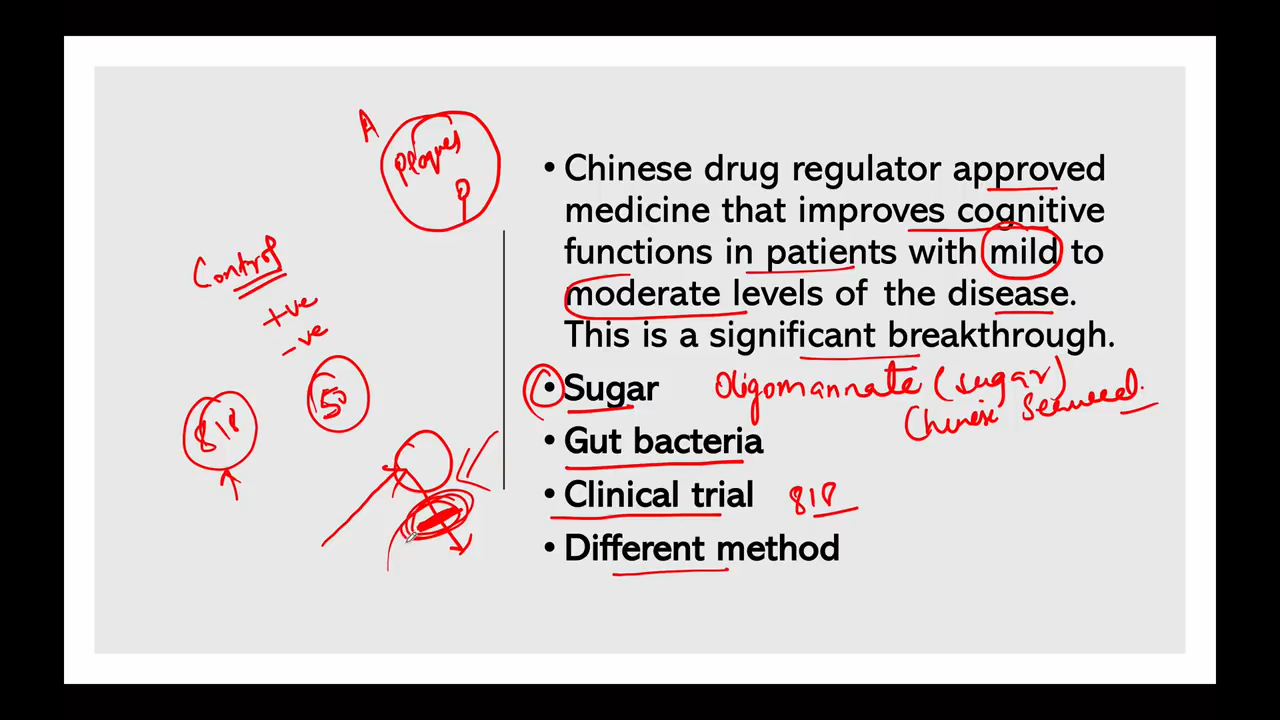 A
Plaques
Control
+ve
-ve
50
818
• Chinese drug regulator approved
medicine that improves cognitive
functions in patients with mild to
moderate levels of the disease.
This is a significant breakthrough.
• Sugar Oligomannate (sugar)
Chinese Seaweed.
• Gut bacteria
• Clinical trial 818
• Different method